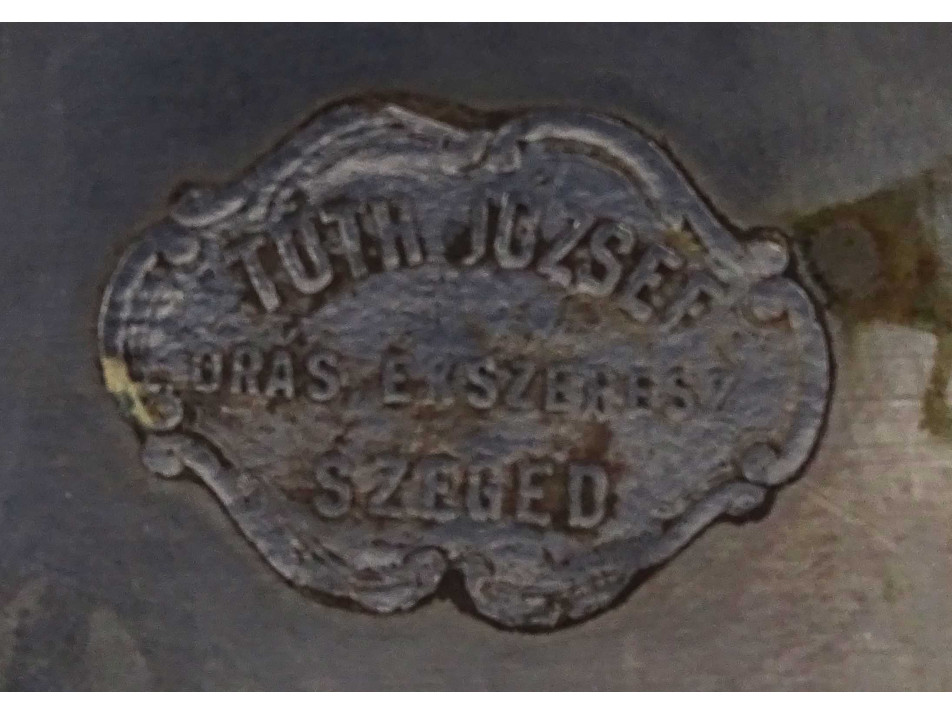 TÓTH JÓZSEF
ÓRÁS, ÉKSZERÉSZ
SZEGED